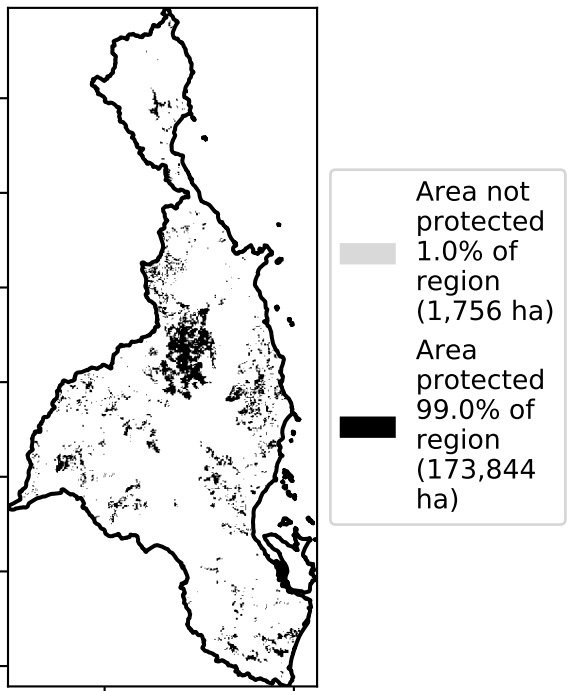 Area not
protected
1.0% of
region
(1,756 ha)
Area
protected
99.0% of
region
(173,844
ha)